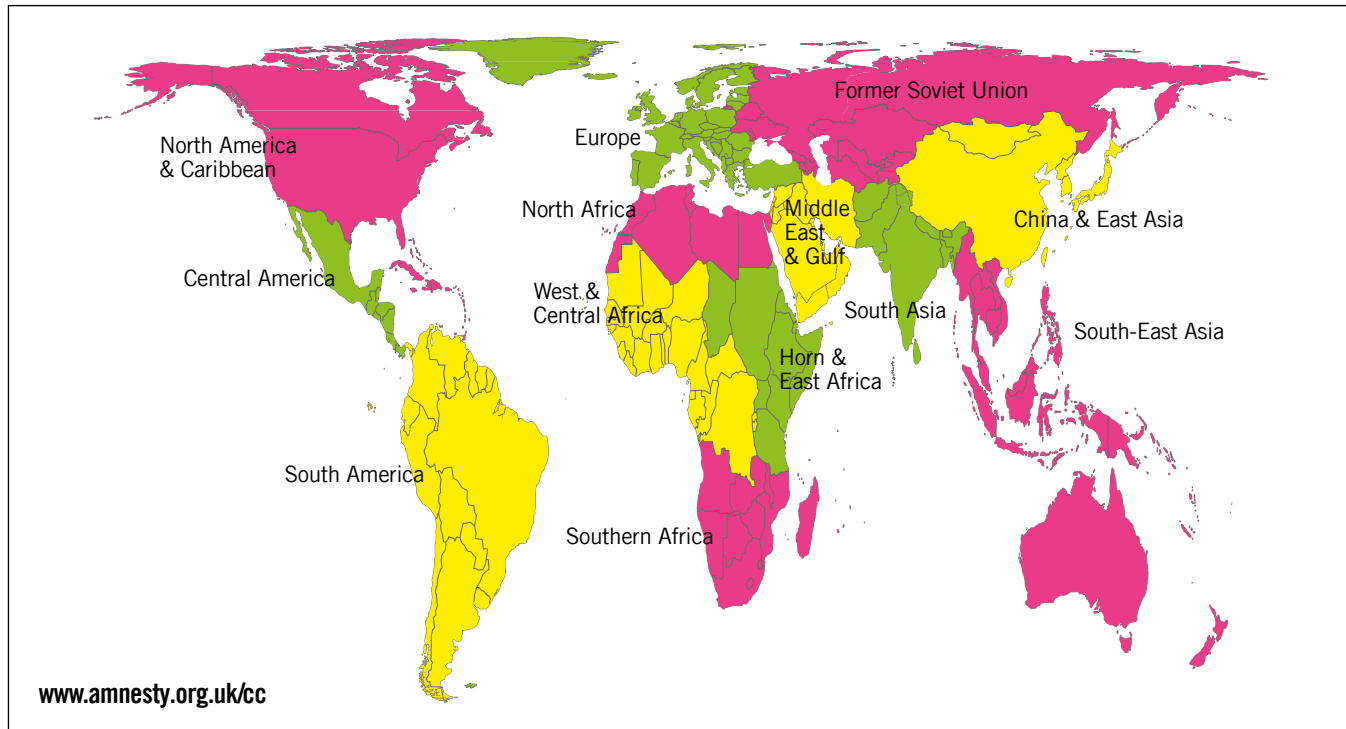 Former Soviet Union
Europe
North America
& Caribbean
North Africa
Middle
East
& Gulf
China & East Asia
Central America
West &
Central Africa
South Asia
South-East Asia
Horn &
East Africa
South America
Southern Africa
www.amnesty.org.uk/cc